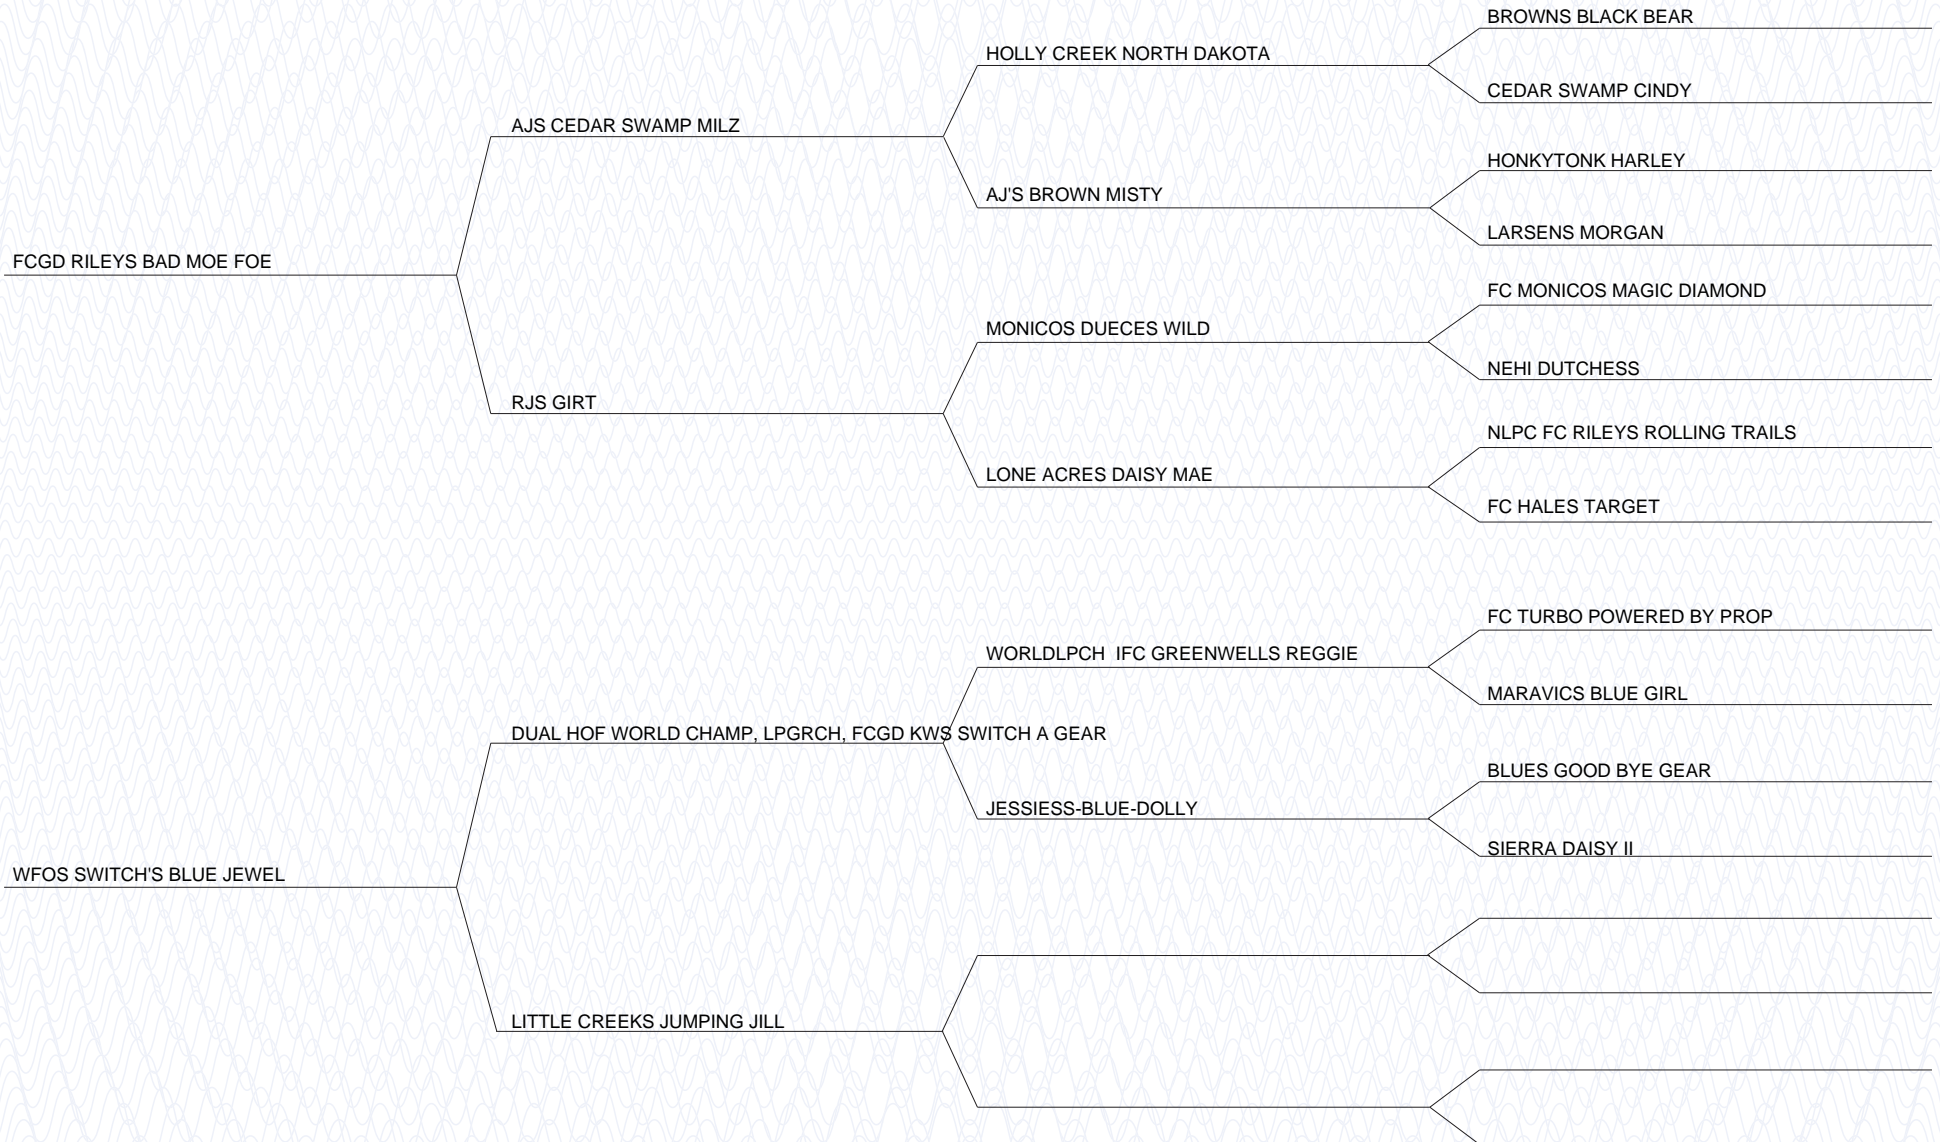 BROWNS BLACK BEAR
HOLLY CREEK NORTH DAKOTA
CEDAR SWAMP CINDY
AJS CEDAR SWAMP MILZ
HONKYTONK HARLEY
AJ'S BROWN MISTY
LARSENS MORGAN
FCGD RILEYS BAD MOE FOE
FC MONICOS MAGIC DIAMOND
MONICOS DUECES WILD
NEHI DUTCHESS
RJS GIRT
NLPC FC RILEYS ROLLING TRAILS
LONE ACRES DAISY MAE
FC HALES TARGET
FC TURBO POWERED BY PROP
WORLDLPCH  IFC GREENWELLS REGGIE
MARAVICS BLUE GIRL
DUAL HOF WORLD CHAMP, LPGRCH, FCGD KWS SWITCH A GEAR
BLUES GOOD BYE GEAR
JESSIESS-BLUE-DOLLY
SIERRA DAISY II
WFOS SWITCH'S BLUE JEWEL
LITTLE CREEKS JUMPING JILL